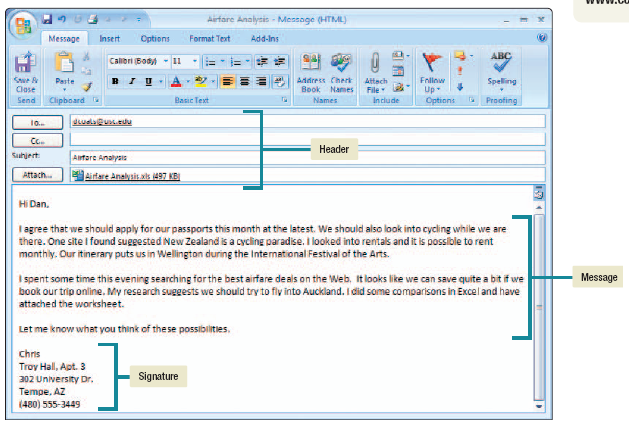 www.co
Airfare Analysis - Message (HTML)
Message Insert Options Format Text Add-Ins
Calibri (Body) 11
Save & Close
Paste
B I U
Address Book
Check Names
Attach File
Follow Up
ABC
Spelling
Send Clipboard Basic Text Names Include Options Proofing
To... dcoats@usc.edu
Cc...
Subject: Airfare Analysis
Attach... Airfare Analysis.xls (497 KB)
Header
Hi Dan,
I agree that we should apply for our passports this month at the latest. We should also look into cycling while we are
there. One site I found suggested New Zealand is a cycling paradise. I looked into rentals and it is possible to rent
monthly. Our itinerary puts us in Wellington during the International Festival of the Arts.
Message
I spent some time this evening searching for the best airfare deals on the Web. It looks like we can save quite a bit if we
book our trip online. My research suggests we should try to fly into Auckland. I did some comparisons in Excel and have
attached the worksheet.
Let me know what you think of these possibilities.
Chris
Troy Hall, Apt. 3
302 University Dr.
Tempe, AZ
(480) 555-3449
Signature